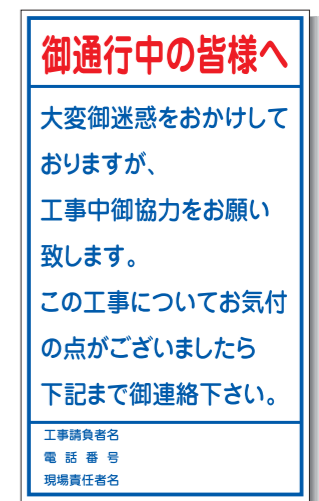 御通行中の皆様へ
大変御迷惑をおかけして
おりますが、
工事中御協力をお願い
致します。
この工事についてお気付
の点がございましたら
下記まで御連絡下さい。
工事請負者名
電話番号
現場責任者名